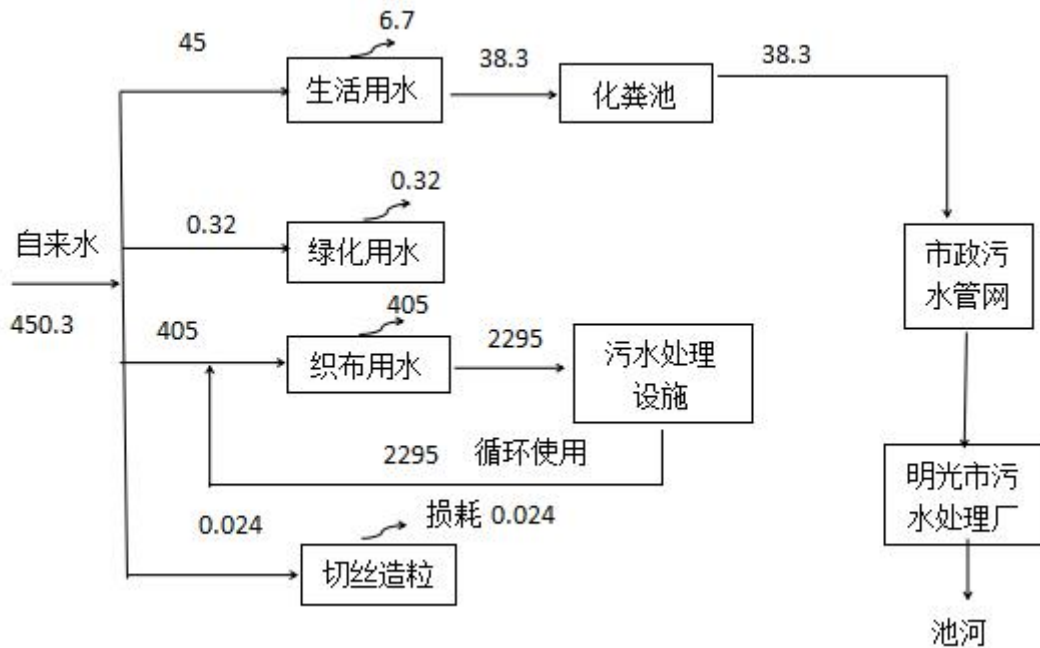 45
6.7
生活用水
38.3
化粪池
38.3
0.32
0.32
绿化用水
自来水
450.3
市政污
水管网
405
405
织布用水
2295
污水处理
设施
2295 循环使用
明光市污
水处理厂
0.024
损耗 0.024
切丝造粒
池河